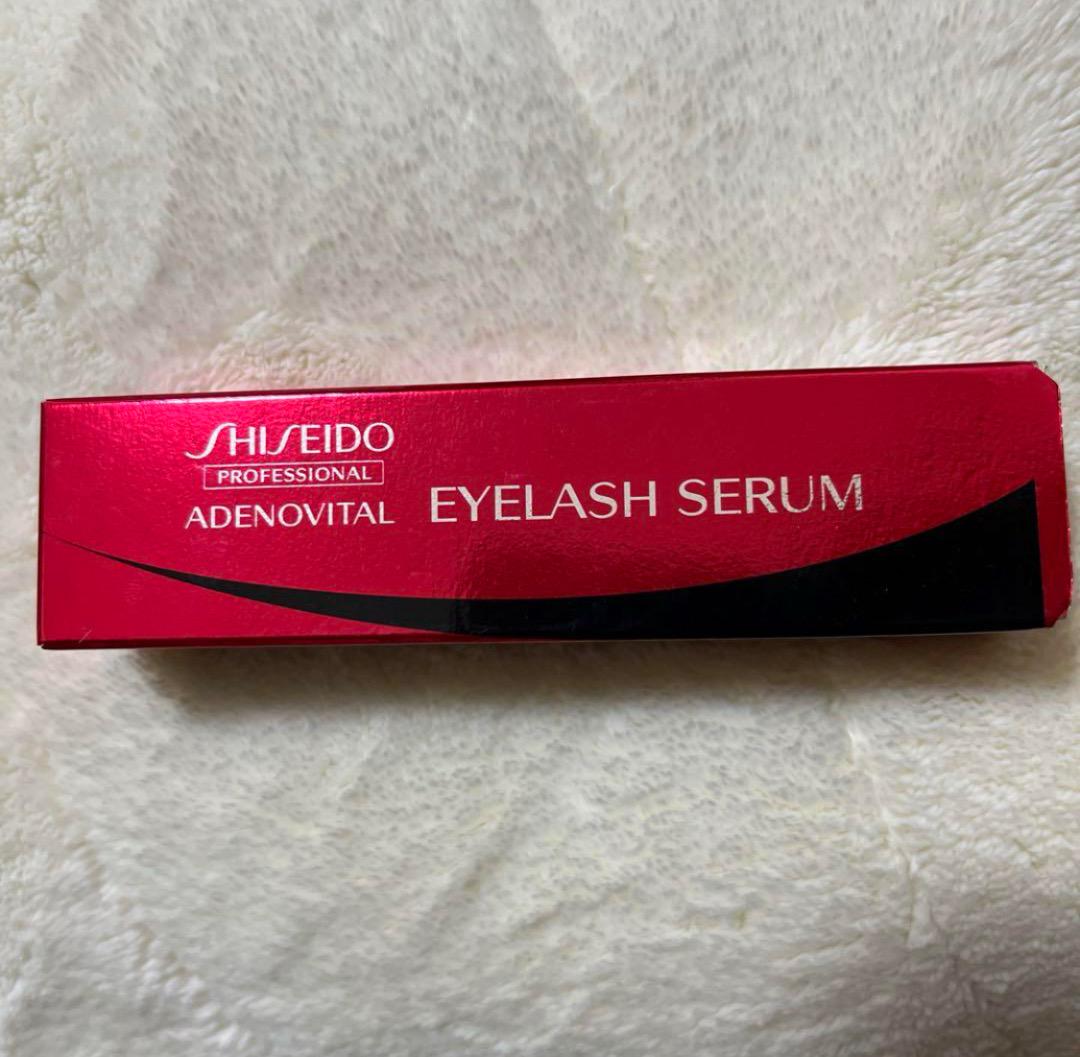 SHISEIDO
PROFESSIONAL
ADENOVITAL EYELASH SERUM